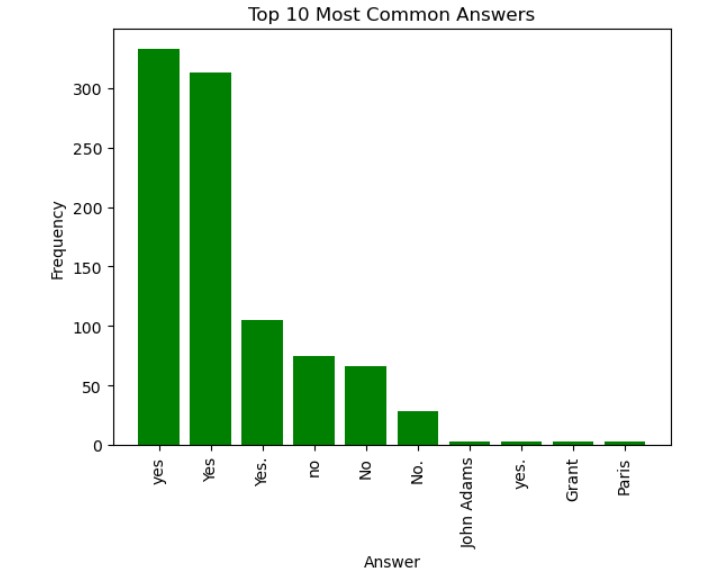 Top 10 Most Common Answers
300
250
200
150
100
50
0
Frequency
yes
Yes
Yes.
no
No
No.
John Adams
yes.
Grant
Paris
Answer